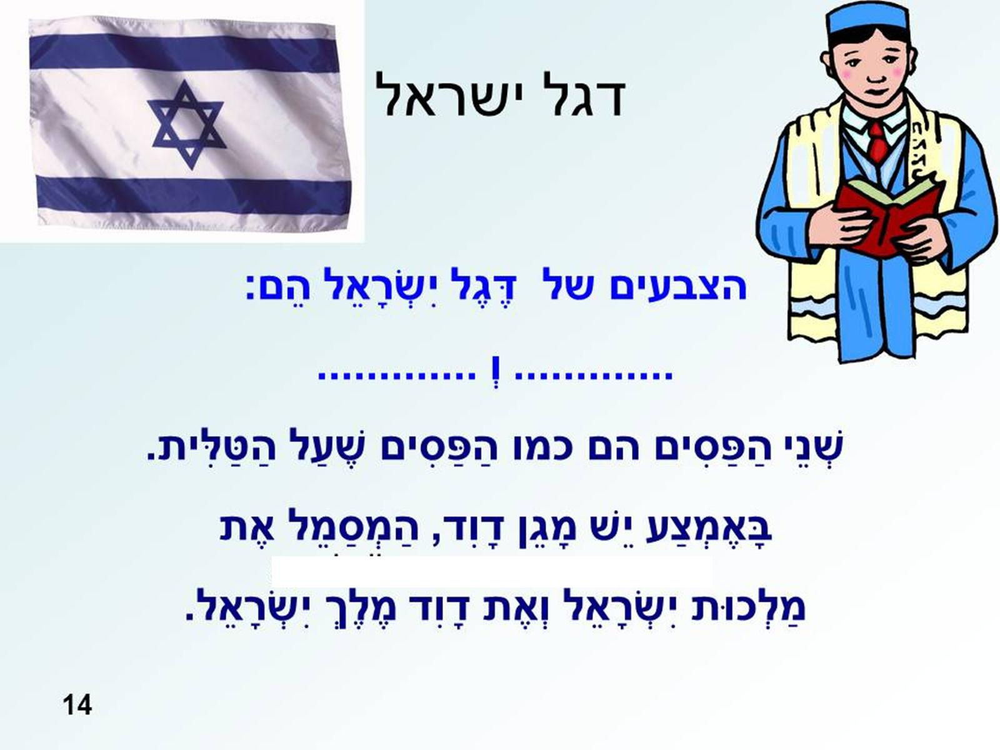 דגל ישראל
הצבעים של דֶּגֶל יִשְׂרָאֵל הֵם:
............. וְ .............
שְׁנֵי הַפַּסִים הם כמו הַפַּסִים שֶׁעַל הַטַּלִּית.
בָּאֶמְצַע יֵשׁ מָגֵן דָוִד, הַמְסַמֵל אֶת
מַלְכוּת יִשְׂרָאֵל וְאֶת דָוִד מֶלֶךְ יִשְׂרָאֵל.
14